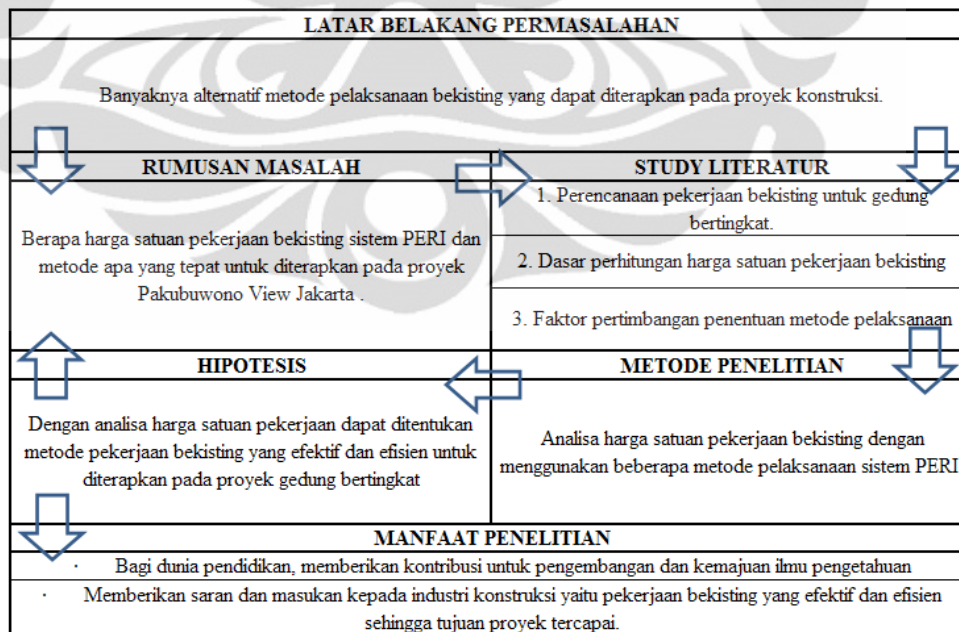 LATAR BELAKANG PERMASALAHAN
Banyaknya alternatif metode pelaksanaan bekisting yang dapat diterapkan pada proyek konstruksi.
RUMUSAN MASALAH
Berapa harga satuan pekerjaan bekisting sistem PERI dan
metode apa yang tepat untuk diterapkan pada proyek
Pakubuwono View Jakarta .
STUDY LITERATUR
1. Perencanaan pekerjaan bekisting untuk gedung
bertingkat.
2. Dasar perhitungan harga satuan pekerjaan bekisting
3. Faktor pertimbangan penentuan metode pelaksanaan
HIPOTESIS
Dengan analisa harga satuan pekerjaan dapat ditentukan
metode pekerjaan bekisting yang efektif dan efisien untuk
diterapkan pada proyek gedung bertingkat
METODE PENELITIAN
Analisa harga satuan pekerjaan bekisting dengan
menggunakan beberapa metode pelaksanaan sistem PERI
MANFAAT PENELITIAN
· Bagi dunia pendidikan, memberikan kontribusi untuk pengembangan dan kemajuan ilmu pengetahuan
· Memberikan saran dan masukan kepada industri konstruksi yaitu pekerjaan bekisting yang efektif dan efisien
sehingga tujuan proyek tercapai.